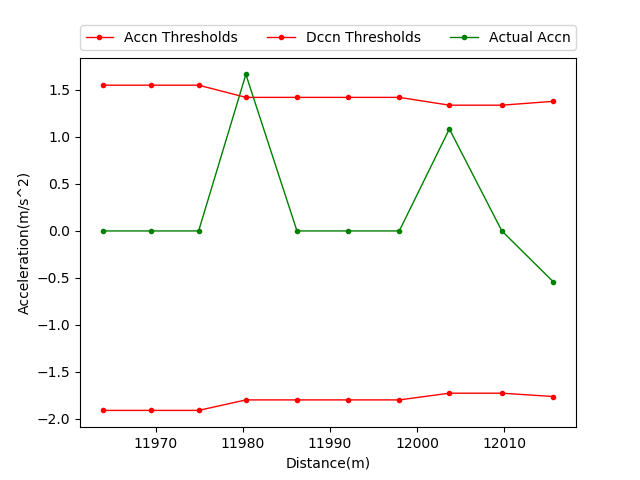 Accn Thresholds Dccn Thresholds Actual Accn
1.5
1.0
0.5
0.0
−0.5
−1.0
−1.5
−2.0
Acceleration(m/s^2)
11970 11980 11990 12000 12010
Distance(m)